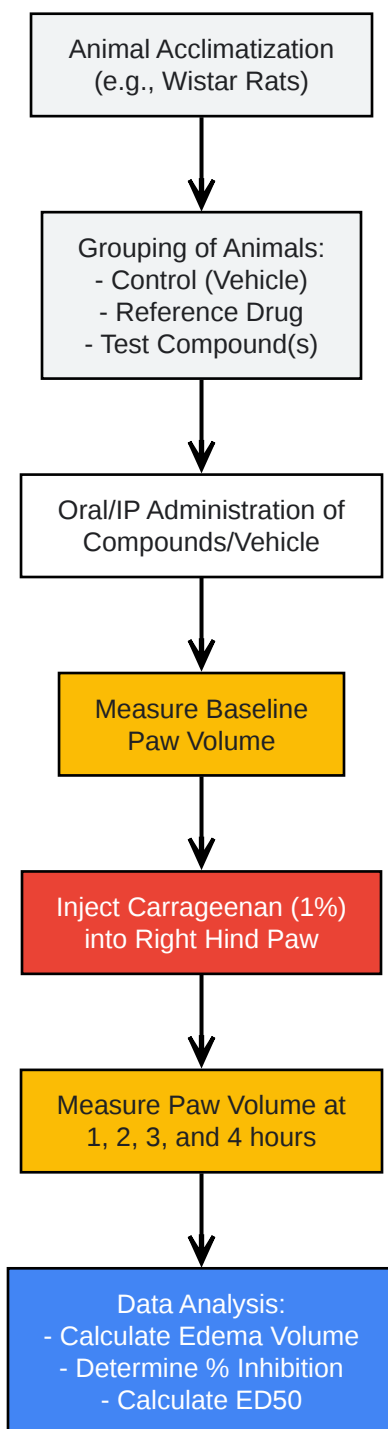 Animal Acclimatization
(e.g., Wistar Rats)
Grouping of Animals:
- Control (Vehicle)
- Reference Drug
- Test Compound(s)
Oral/IP Administration of
Compounds/Vehicle
Measure Baseline
Paw Volume
Inject Carrageenan (1%)
into Right Hind Paw
Measure Paw Volume at
1, 2, 3, and 4 hours
Data Analysis:
- Calculate Edema Volume
- Determine % Inhibition
- Calculate ED50